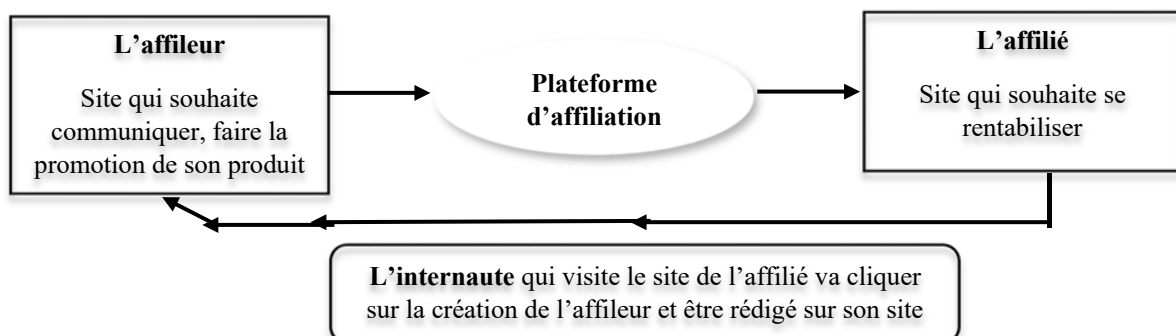 L’affileur
Site qui souhaite
communiquer, faire la
promotion de son produit
Plateforme
d’affiliation
L’affilié
Site qui souhaite se
rentabiliser
L’internaute qui visite le site de l’affilié va cliquer
sur la création de l’affileur et être rédigé sur son site